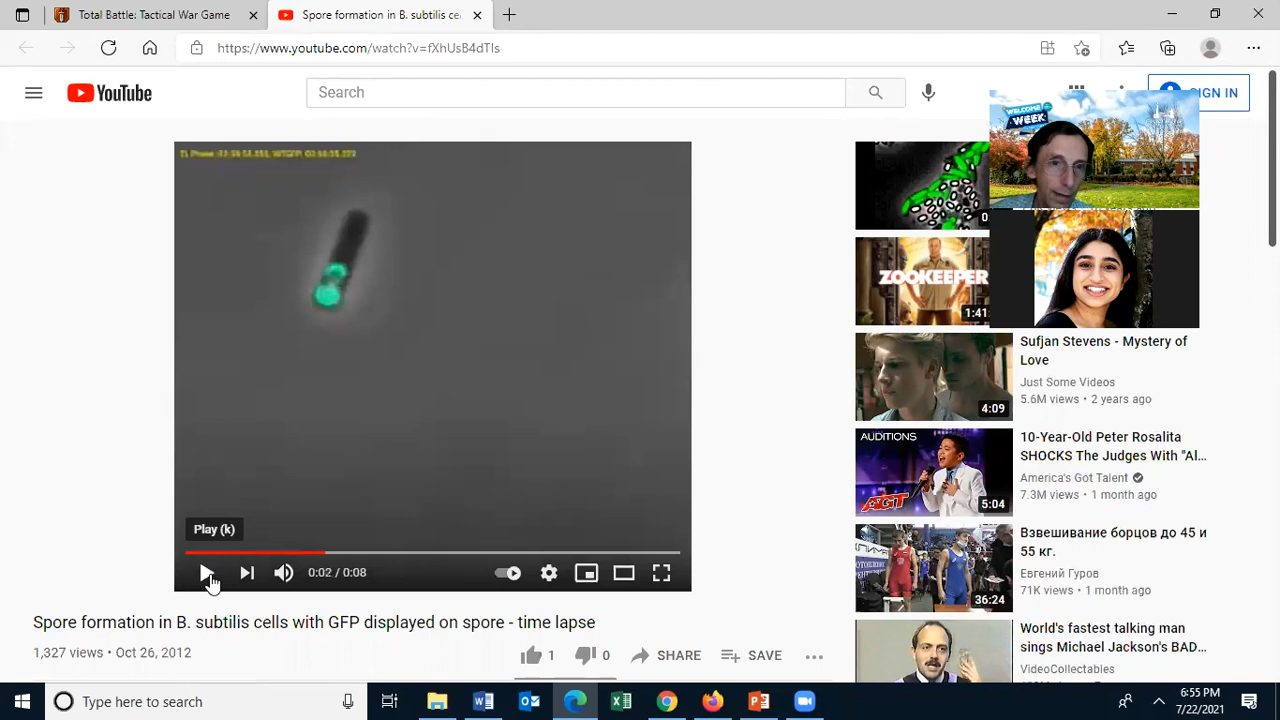 Total Battle: Tactical War Game (
Spore formation in B. subtilis ce
https://www.youtube.com/watch?v=fXhUsB4dTIs
YouTube
Search
SIGN IN
WELCOME
WEEK
ZOOKEEPER
1:41
Play (k)
0:02 / 0:08
Spore formation in B. subtilis cells with GFP displayed on spore - time lapse
1,327 views • Oct 26, 2012
1
0
SHARE
SAVE
Sufjan Stevens - Mystery of
Love
Just Some Videos
5.6M views • 2 years ago
4:09
AUDITIONS
AGT
5:04
10-Year-Old Peter Rosalita
SHOCKS The Judges With "Al...
America's Got Talent
7.3M views • 1 month ago
36:24
Взвешивание борцов до 45 и
55 кг.
Евгений Гуров
71K views • 1 month ago
World's fastest talking man
sings Michael Jackson's BAD...
VideoCollectables
Type here to search
6:55 PM
7/22/2021